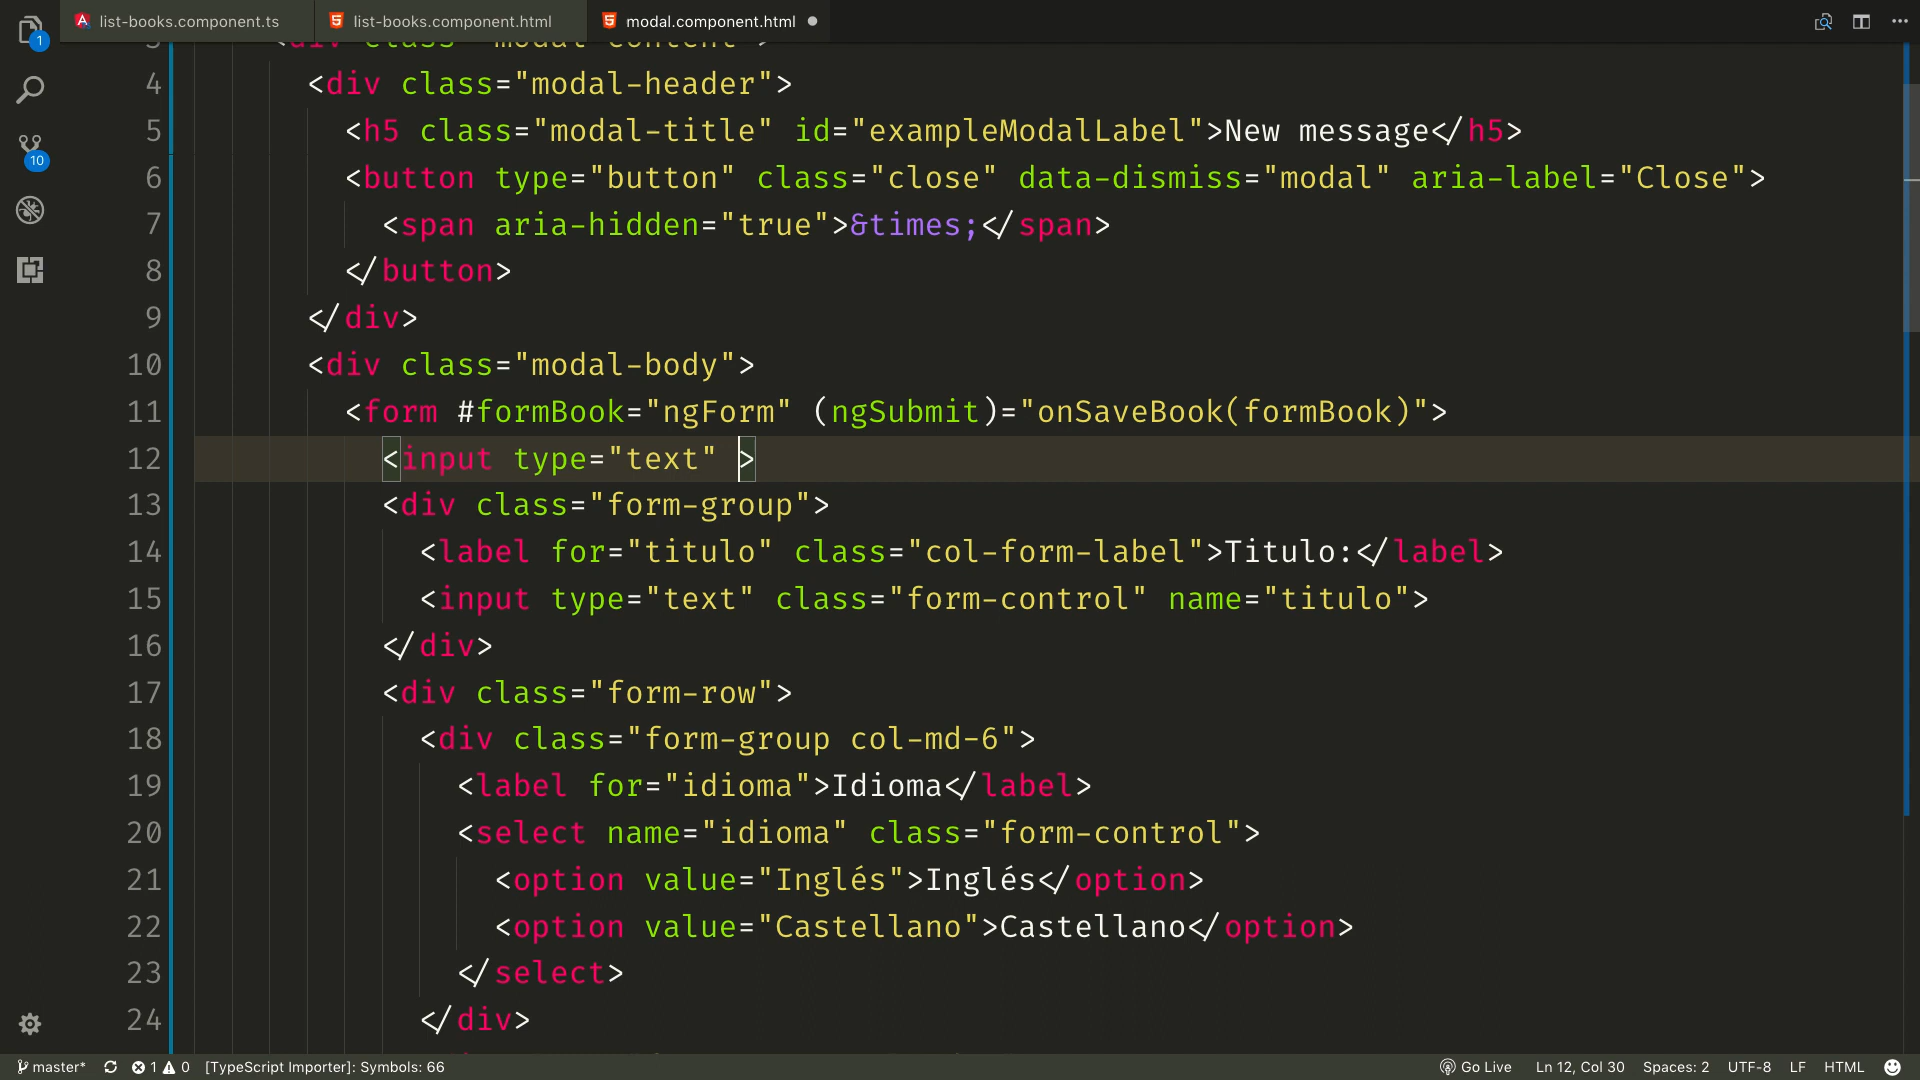 list-books.component.ts
list-books.component.html
modal.component.html
1
10
3 <div class="modal-content">
4 <div class="modal-header">
5 <h5 class="modal-title" id="exampleModalLabel">New message</h5>
6 <button type="button" class="close" data-dismiss="modal" aria-label="Close">
7 <span aria-hidden="true">&times;</span>
8 </button>
9 </div>
10 <div class="modal-body">
11 <form #formBook="ngForm" (ngSubmit)="onSaveBook(formBook)">
12 <input type="text" >
13 <div class="form-group">
14 <label for="titulo" class="col-form-label">Titulo:</label>
15 <input type="text" class="form-control" name="titulo">
16 </div>
17 <div class="form-row">
18 <div class="form-group col-md-6">
19 <label for="idioma">Idioma</label>
20 <select name="idioma" class="form-control">
21 <option value="Inglés">Inglés</option>
22 <option value="Castellano">Castellano</option>
23 </select>
24 </div>
master* 1 0 [TypeScript Importer]: Symbols: 66 Go Live Ln 12, Col 30 Spaces: 2 UTF-8 LF HTML